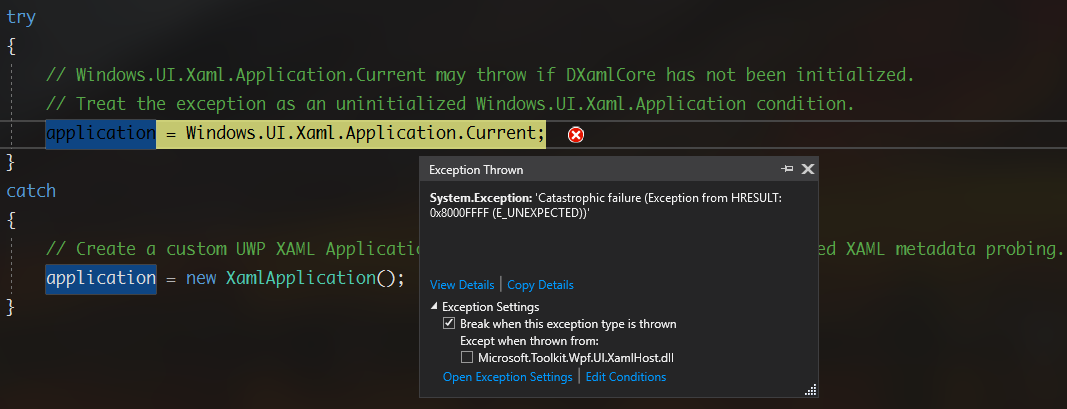 try
{
// Windows.UI.Xaml.Application.Current may throw if DXamlCore has not been initialized.
// Treat the exception as an uninitialized Windows.UI.Xaml.Application condition.
application = Windows.UI.Xaml.Application.Current;
}
catch
{
// Create a custom UWP XAML Applicatio
ed XAML metadata probing.
application = new XamlApplication();
}
Exception Thrown
System.Exception: 'Catastrophic failure (Exception from HRESULT:
0x8000FFFF (E_UNEXPECTED))'
View Details | Copy Details
Exception Settings
Break when this exception type is thrown
Except when thrown from:
Microsoft.Toolkit.Wpf.UI.XamlHost.dll
Open Exception Settings | Edit Conditions